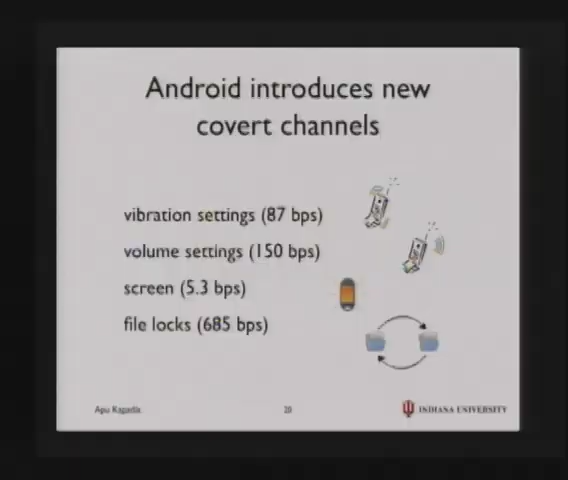 Android introduces new
covert channels
vibration settings (87 bps)
volume settings (150 bps)
screen (5.3 bps)
file locks (685 bps)
Apu Kapadia
20
INDIANA UNIVERSITY